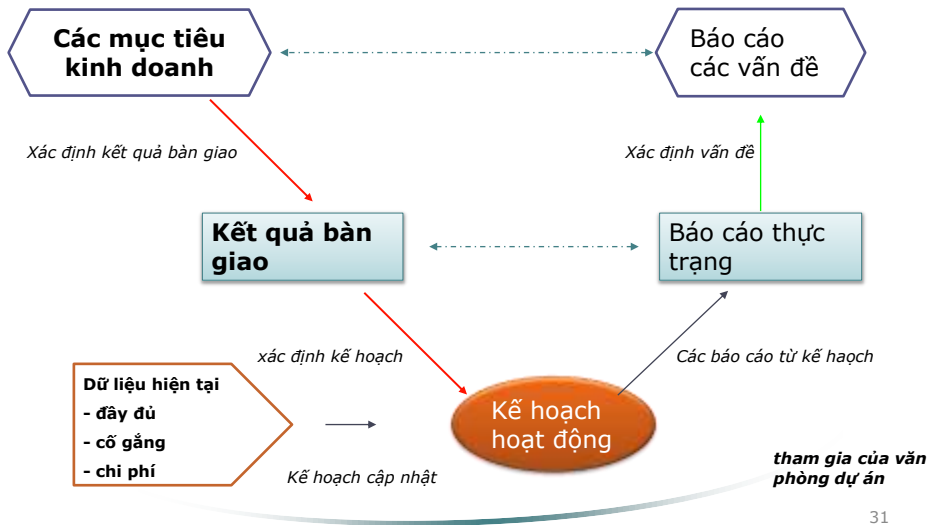 Các mục tiêu
kinh doanh
Báo cáo
các vấn đề
Xác định kết quả bàn giao
Xác định vấn đề
Kết quả bàn
giao
Báo cáo thực
trạng
xác định kế hoạch
Các báo cáo từ kế haọch
Dữ liệu hiện tại
- đầy đủ
- cố gắng
- chi phí
Kế hoạch
hoạt động
Kế hoạch cập nhật
tham gia của văn
phòng dự án
31